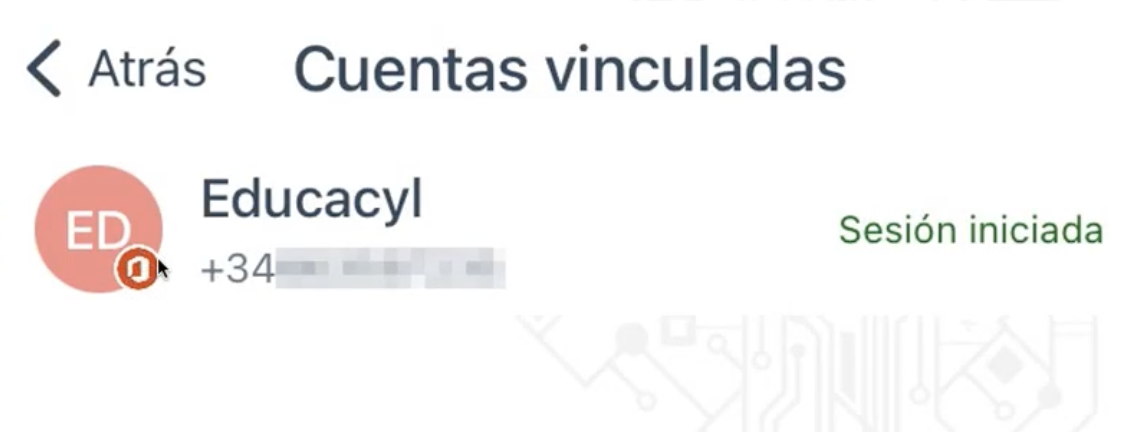 Atrás
Cuentas vinculadas
ED
Educacyl
+34
Sesión iniciada